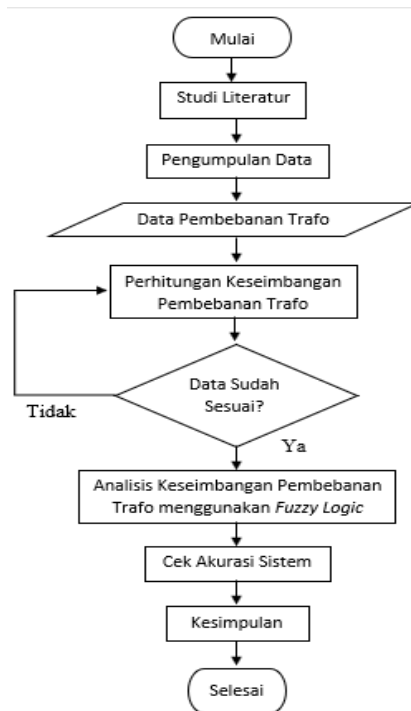 Mulai
Studi Literatur
Pengumpulan Data
Data Pembebanan Trafo
Perhitungan Keseimbangan
Pembebanan Trafo
Data Sudah
Sesuai?
Tidak
Ya
Analisis Keseimbangan Pembebanan
Trafo menggunakan Fuzzy Logic
Cek Akurasi Sistem
Kesimpulan
Selesai